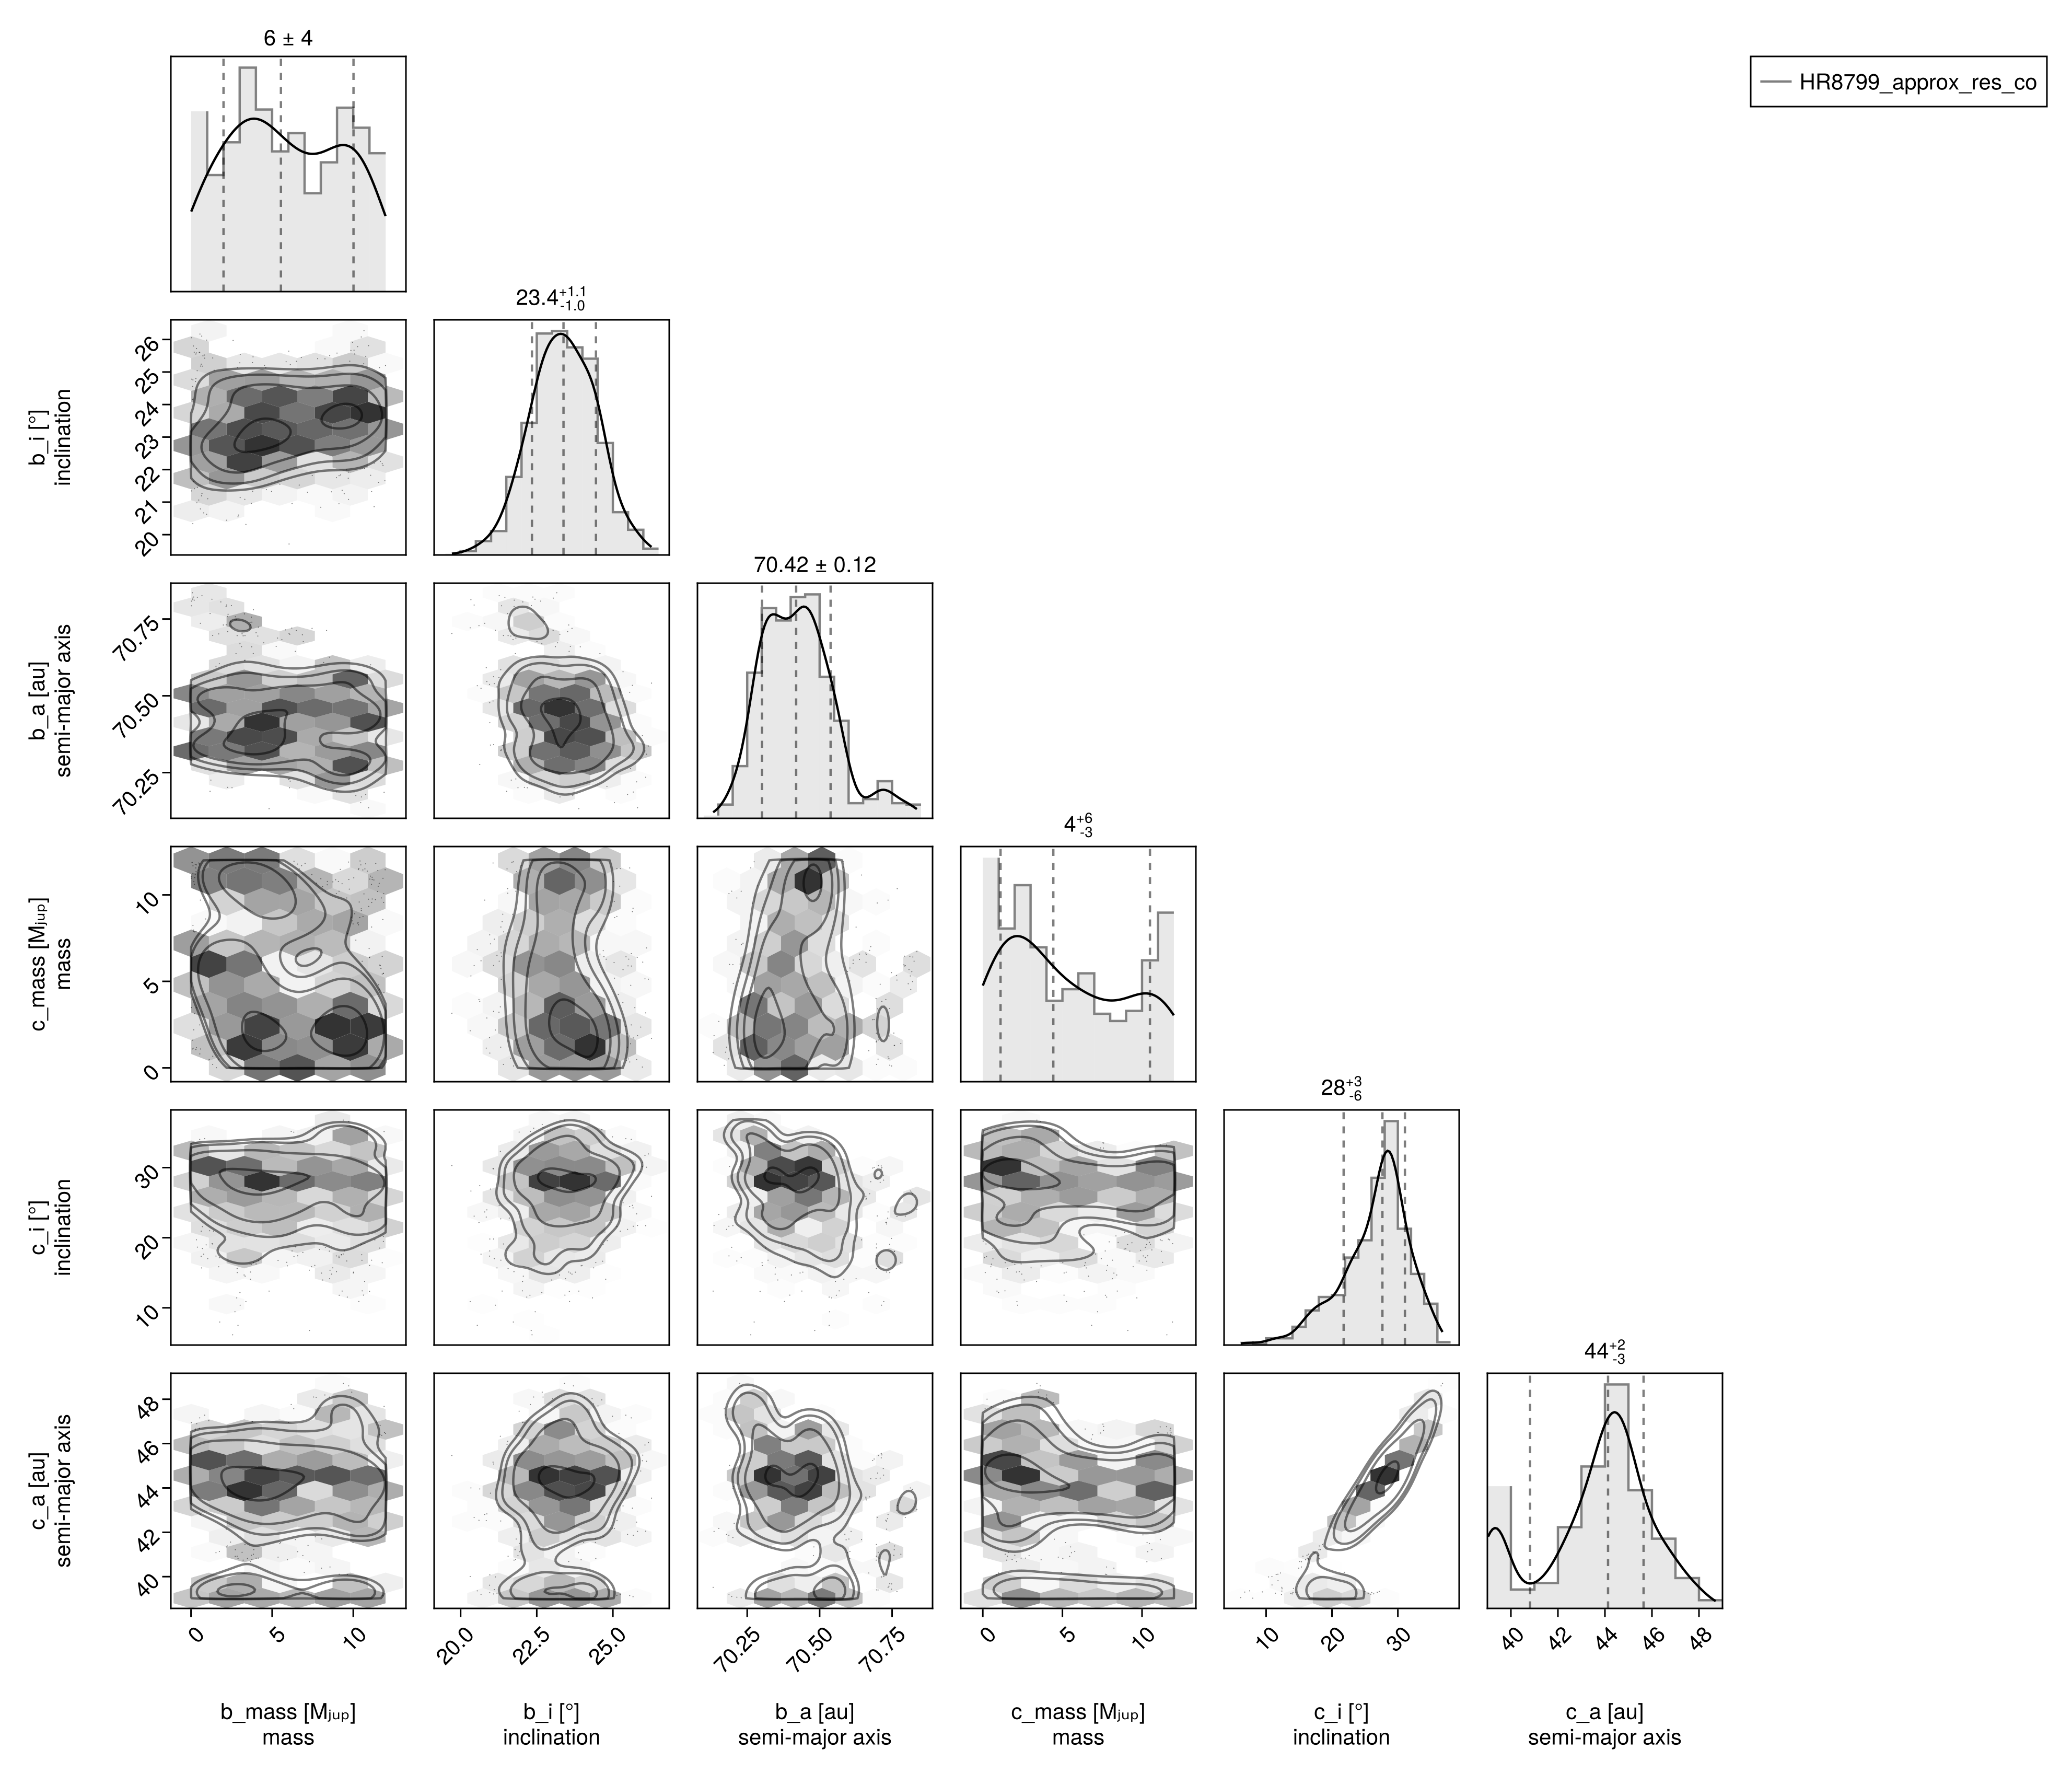 6 ± 4
HR8799_approx_res_co
23.4+1.1-1.0
26
25
24
23
22
21
20
b_i [°]
inclination
70.42 ± 0.12
70.75
70.50
70.25
b_a [au]
semi-major axis
4+6-3
10
5
0
c_mass [Mⱼᵤₚ]
mass
28+3-6
30
20
10
c_i [°]
inclination
44+2-3
48
46
44
42
40
c_a [au]
semi-major axis
0 5 10 20.0 22.5 25.0 70.25 70.50 70.75 0 5 10 10 20 30 40 42 44 46 48
b_mass [Mⱼᵤₚ] b_i [°] b_a [au] c_mass [Mⱼᵤₚ] c_i [°] c_a [au]
mass inclination semi-major axis mass inclination semi-major axis